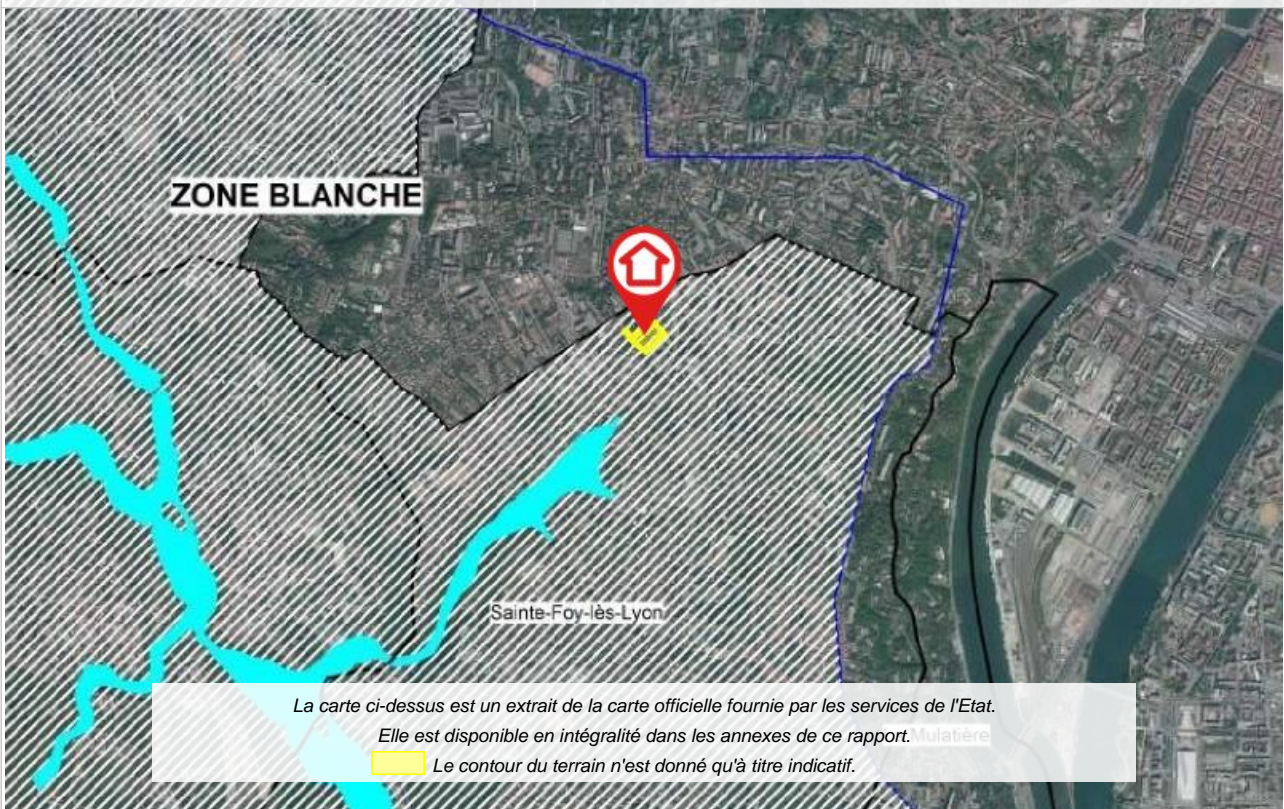 ZONE BLANCHE
Sainte-Foy-lès-Lyon
La carte ci-dessus est un extrait de la carte officielle fournie par les services de l'Etat.
Elle est disponible en intégralité dans les annexes de ce rapport.
Mulatière
Le contour du terrain n'est donné qu'à titre indicatif.